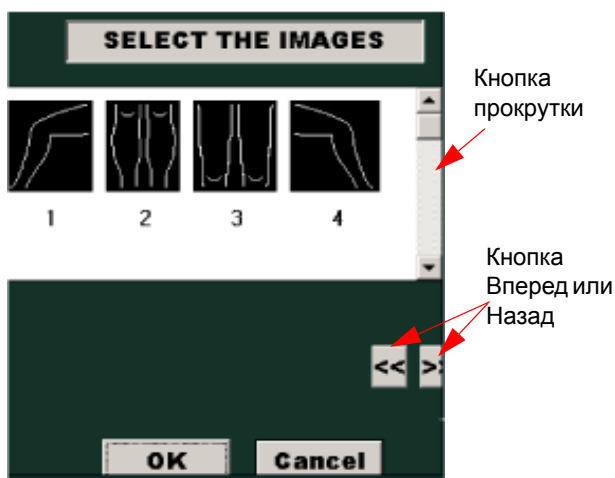 SELECT THE IMAGES
Кнопка
прокрутки
1 2 3 4
Кнопка
Вперед или
Назад
<< >
OK Cancel